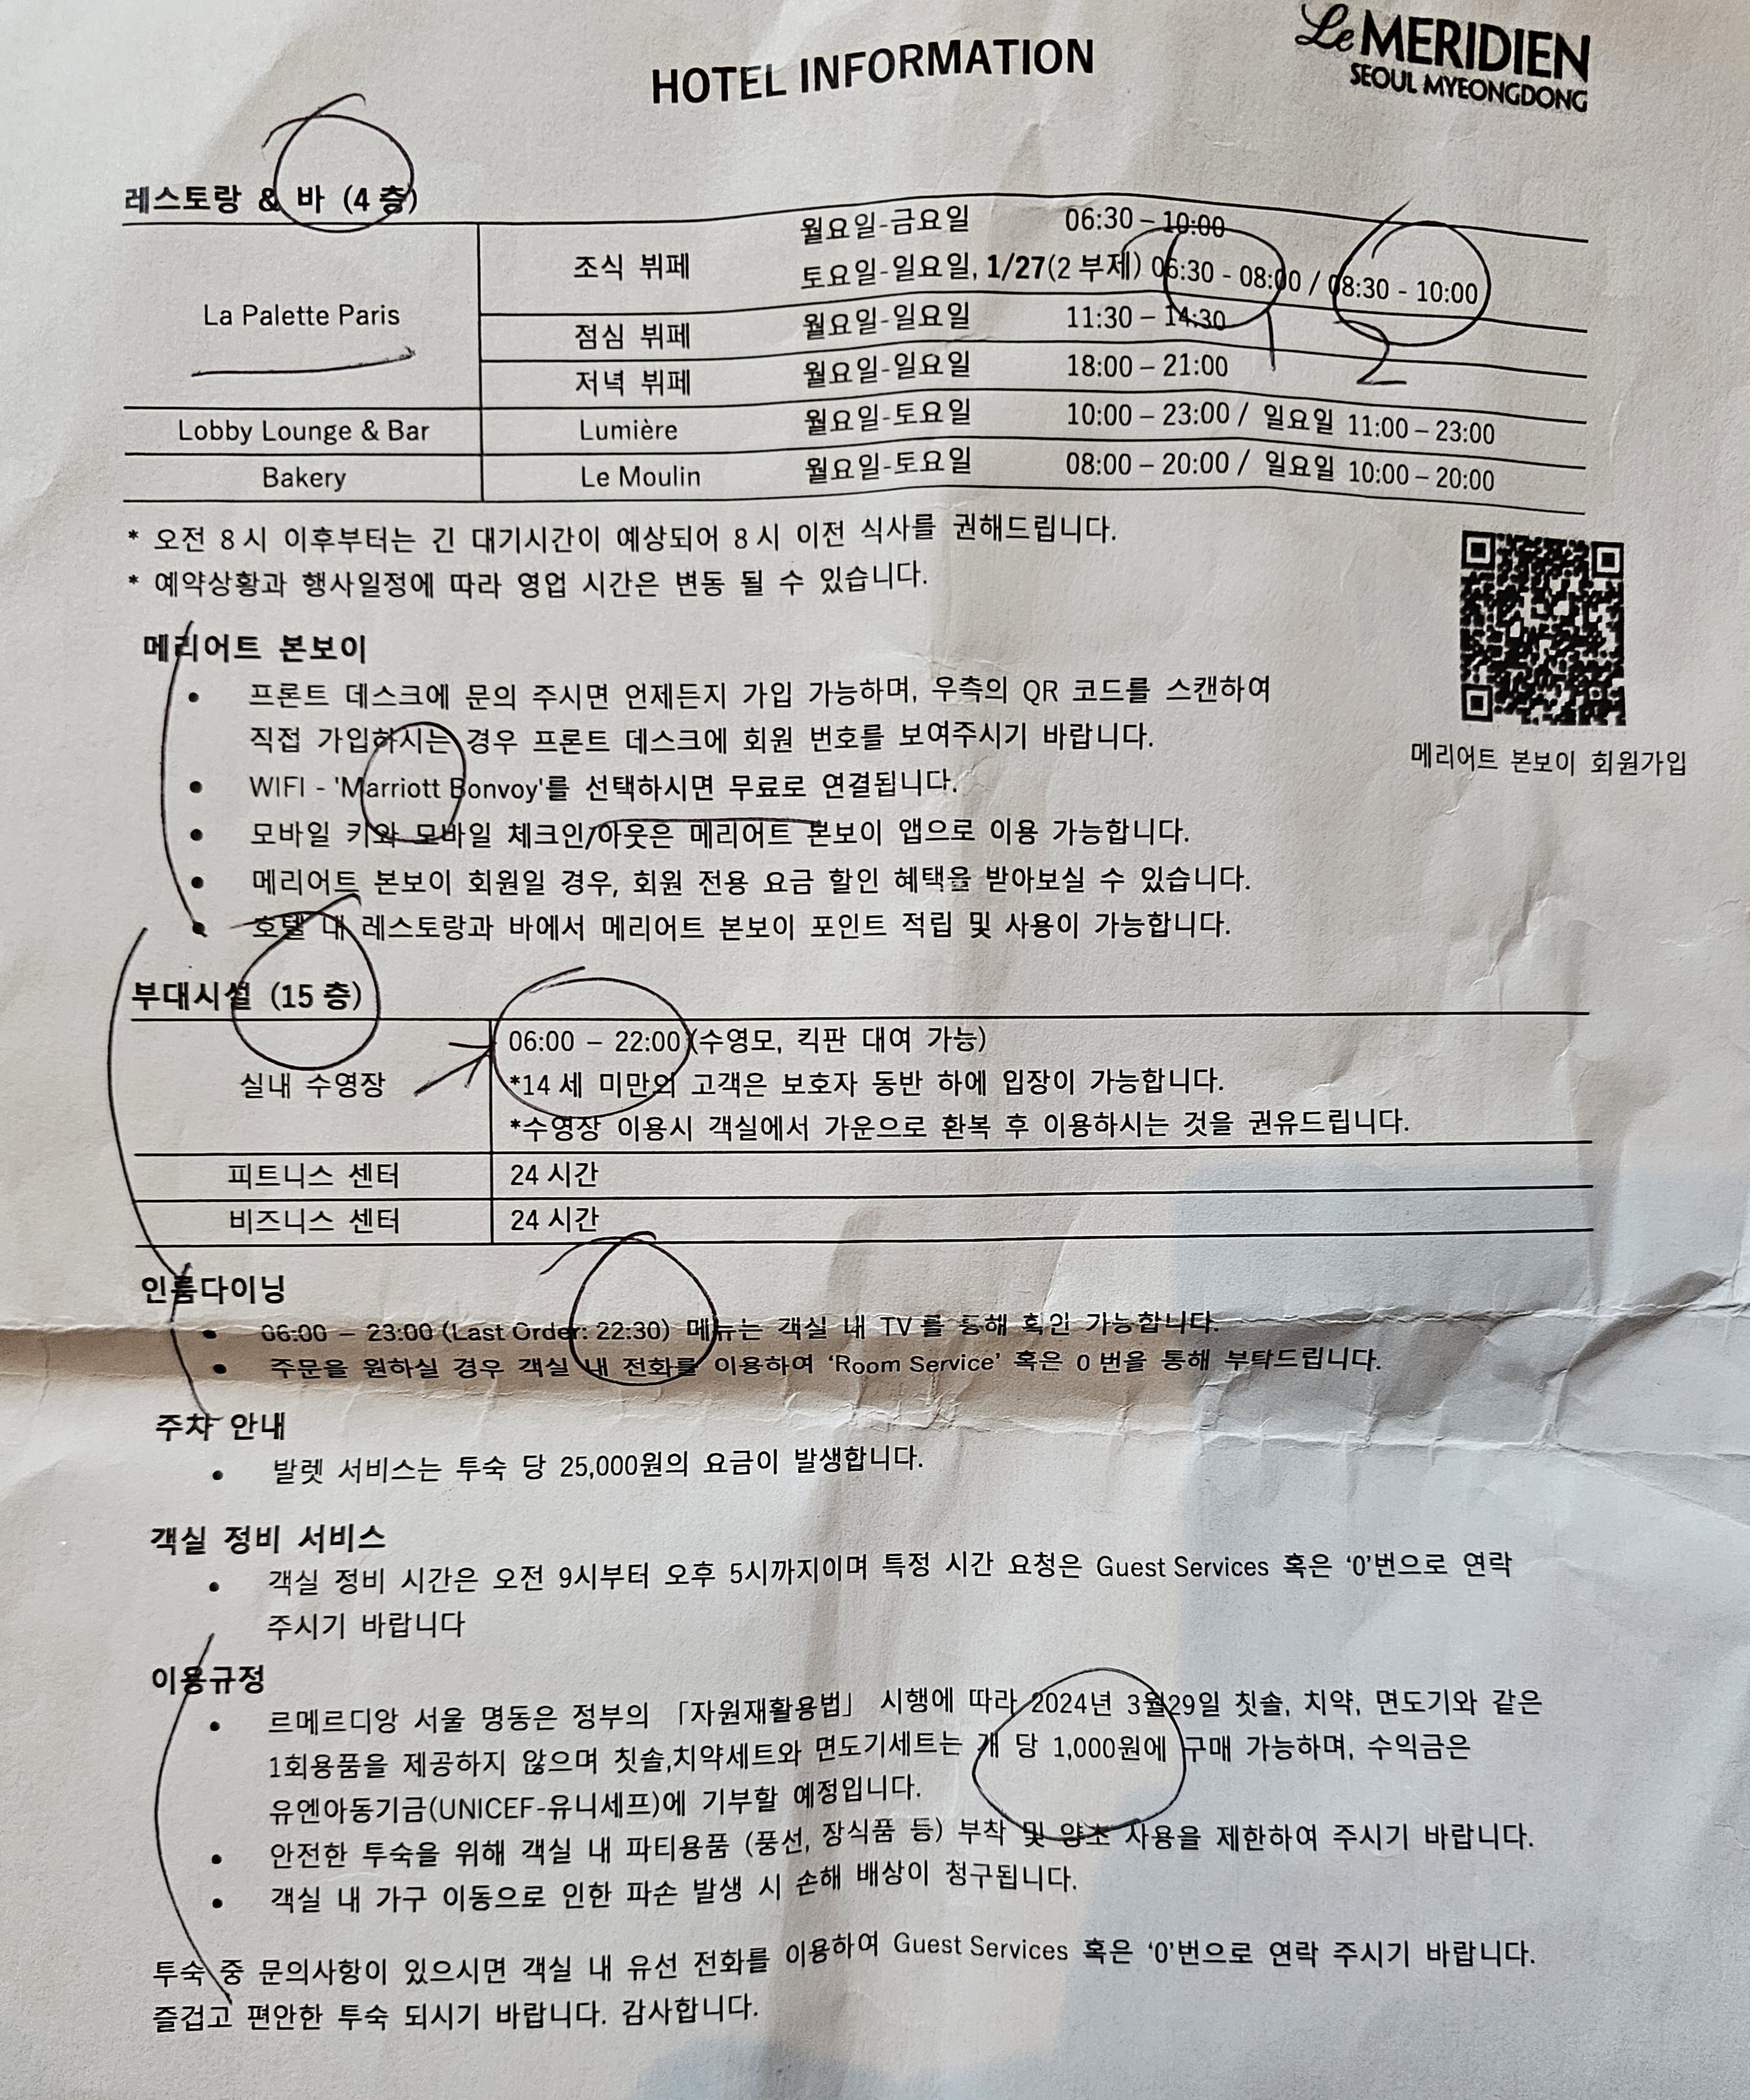 Le MERIDIEN
SEOUL MYEONGDONG
HOTEL INFORMATION
레스토랑 & 바 (4 층)
La Palette Paris
조식 뷔페 월요일-금요일 06:30 – 10:00
토요일-일요일, 1/27(2 부제) 06:30 - 08:00 / 08:30 - 10:00
1 2
점심 뷔페 월요일-일요일 11:30 – 14:30
저녁 뷔페 월요일-일요일 18:00 – 21:00
Lobby Lounge & Bar Lumière 월요일-토요일 10:00 – 23:00 / 일요일 11:00 – 23:00
Bakery Le Moulin 월요일-토요일 08:00 – 20:00 / 일요일 10:00 – 20:00
* 오전 8시 이후부터는 긴 대기시간이 예상되어 8시 이전 식사를 권해드립니다.
* 예약상황과 행사일정에 따라 영업 시간은 변동 될 수 있습니다.
메리어트 본보이
• 프론트 데스크에 문의 주시면 언제든지 가입 가능하며, 우측의 QR 코드를 스캔하여
직접 가입하시는 경우 프론트 데스크에 회원 번호를 보여주시기 바랍니다.
메리어트 본보이 회원가입
• WIFI - 'Marriott Bonvoy'를 선택하시면 무료로 연결됩니다.
• 모바일 키와 모바일 체크인/아웃은 메리어트 본보이 앱으로 이용 가능합니다.
• 메리어트 본보이 회원일 경우, 회원 전용 요금 할인 혜택을 받아보실 수 있습니다.
• 호텔 내 레스토랑과 바에서 메리어트 본보이 포인트 적립 및 사용이 가능합니다.
부대시설 (15 층)
실내 수영장
06:00 – 22:00 (수영모, 킥판 대여 가능)
*14 세 미만의 고객은 보호자 동반 하에 입장이 가능합니다.
*수영장 이용시 객실에서 가운으로 환복 후 이용하시는 것을 권유드립니다.
피트니스 센터 24 시간
비즈니스 센터 24 시간
인룸다이닝
• 06:00 – 23:00 (Last Order: 22:30) 메뉴는 객실 내 TV 를 통해 확인 가능합니다.
• 주문을 원하실 경우 객실 내 전화를 이용하여 ‘Room Service’ 혹은 0 번을 통해 부탁드립니다.
주차 안내
• 발렛 서비스는 투숙 당 25,000원의 요금이 발생합니다.
객실 정비 서비스
• 객실 정비 시간은 오전 9시부터 오후 5시까지이며 특정 시간 요청은 Guest Services 혹은 ‘0’번으로 연락
주시기 바랍니다
이용규정
• 르메르디앙 서울 명동은 정부의 「자원재활용법」 시행에 따라 2024년 3월29일 칫솔, 치약, 면도기와 같은
1회용품을 제공하지 않으며 칫솔,치약세트와 면도기세트는 개 당 1,000원에 구매 가능하며, 수익금은
유엔아동기금(UNICEF-유니세프)에 기부할 예정입니다.
• 안전한 투숙을 위해 객실 내 파티용품 (풍선, 장식품 등) 부착 및 양초 사용을 제한하여 주시기 바랍니다.
• 객실 내 가구 이동으로 인한 파손 발생 시 손해 배상이 청구됩니다.
투숙 중 문의사항이 있으시면 객실 내 유선 전화를 이용하여 Guest Services 혹은 ‘0’번으로 연락 주시기 바랍니다.
즐겁고 편안한 투숙 되시기 바랍니다. 감사합니다.